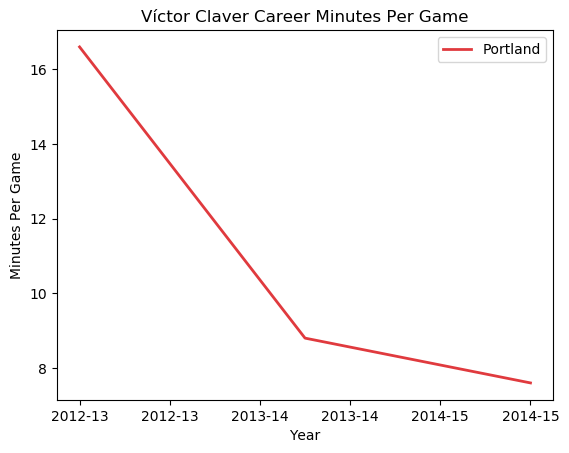 Víctor Claver Career Minutes Per Game
Portland
16
14
12
10
8
Minutes Per Game
2012-13 2012-13 2013-14 2013-14 2014-15 2014-15
Year